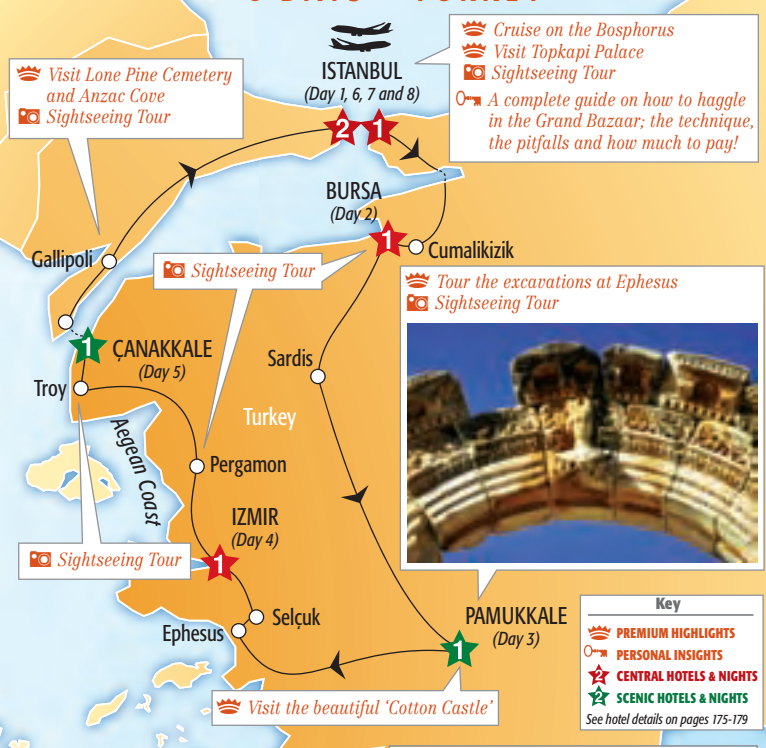 ISTANBUL
(Day 1, 6, 7 and 8)
Cruise on the Bosphorus
Visit Topkapi Palace
Sightseeing Tour
A complete guide on how to haggle
in the Grand Bazaar; the technique,
the pitfalls and how much to pay!
Visit Lone Pine Cemetery
and Anzac Cove
Sightseeing Tour
2
1
BURSA
(Day 2)
1
Cumalikizik
Gallipoli
Sightseeing Tour
Tour the excavations at Ephesus
Sightseeing Tour
1
ÇANAKKALE
(Day 5)
Sardis
Troy
Turkey
Aegean Coast
Pergamon
IZMIR
(Day 4)
1
Sightseeing Tour
Selçuk
Ephesus
PAMUKKALE
(Day 3)
1
Visit the beautiful ‘Cotton Castle’
Key
PREMIUM HIGHLIGHTS
PERSONAL INSIGHTS
2 CENTRAL HOTELS & NIGHTS
2 SCENIC HOTELS & NIGHTS
See hotel details on pages 175-179